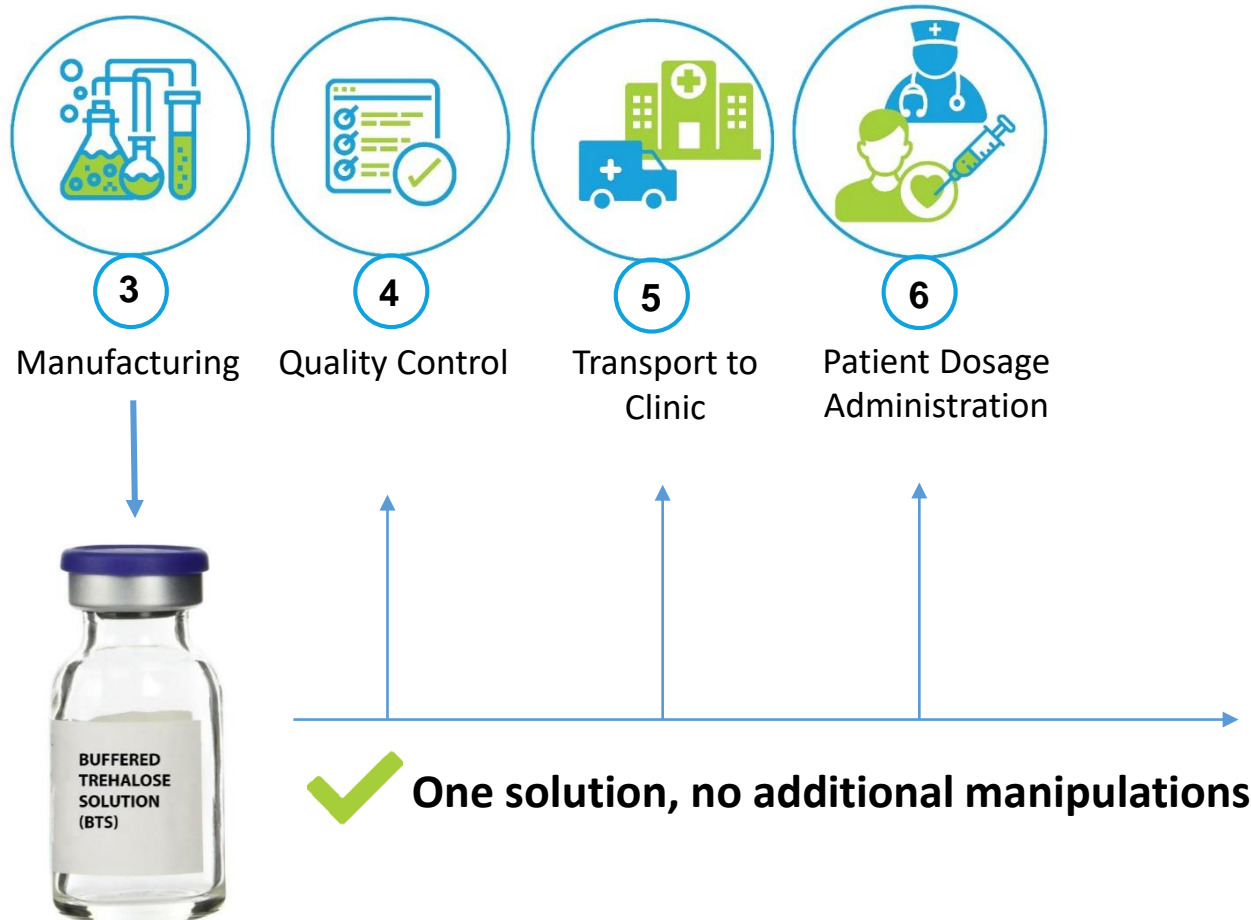 3
4
5
6
Manufacturing
Quality Control
Transport to
Clinic
Patient Dosage
Administration
BUFFERED
TREHALOSE
SOLUTION
(BTS)
One solution, no additional manipulations